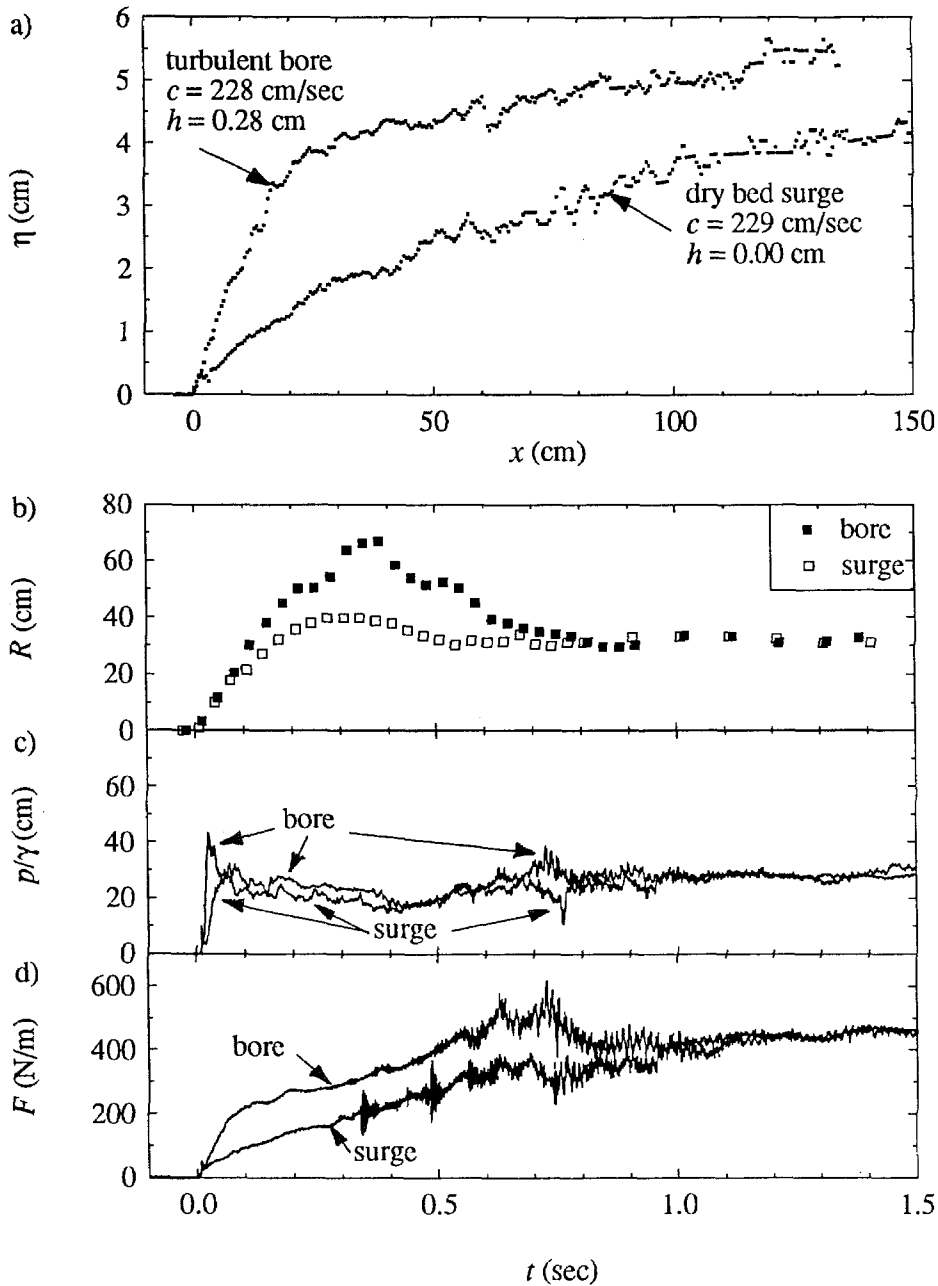 a)
η (cm)
6
5
4
3
2
1
0
turbulent bore
c = 228 cm/sec
h = 0.28 cm
dry bed surge
c = 229 cm/sec
h = 0.00 cm
0 50 100 150
x (cm)
b)
R (cm)
80
60
40
20
0
bore
surge
c)
p/γ (cm)
60
40
20
0
bore
surge
d)
F (N/m)
600
400
200
0
bore
surge
0.0 0.5 1.0 1.5
t (sec)